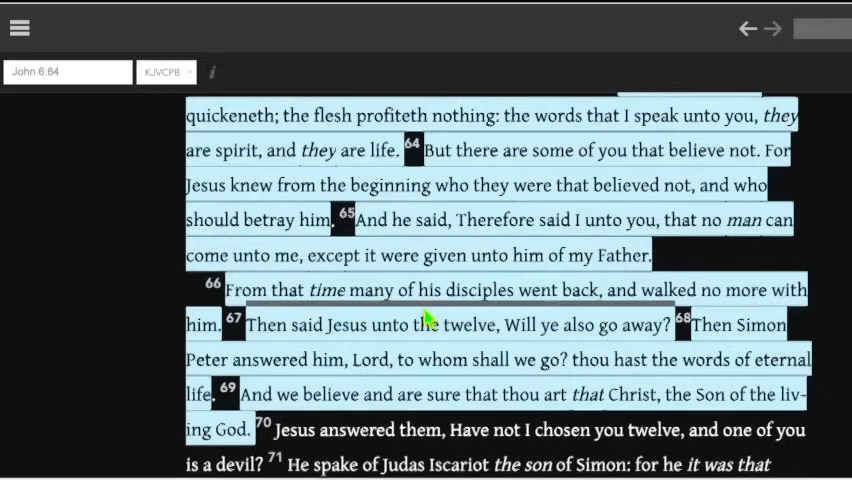 John 6:64 KJVCPB i
quickeneth; the flesh profiteth nothing: the words that I speak unto you, they
are spirit, and they are life. 64 But there are some of you that believe not. For
Jesus knew from the beginning who they were that believed not, and who
should betray him. 65 And he said, Therefore said I unto you, that no man can
come unto me, except it were given unto him of my Father.
66 From that time many of his disciples went back, and walked no more with
him. 67 Then said Jesus unto the twelve, Will ye also go away? 68 Then Simon
Peter answered him, Lord, to whom shall we go? thou hast the words of eternal
life. 69 And we believe and are sure that thou art that Christ, the Son of the liv-
ing God. 70 Jesus answered them, Have not I chosen you twelve, and one of you
is a devil? 71 He spake of Judas Iscariot the son of Simon: for he it was that